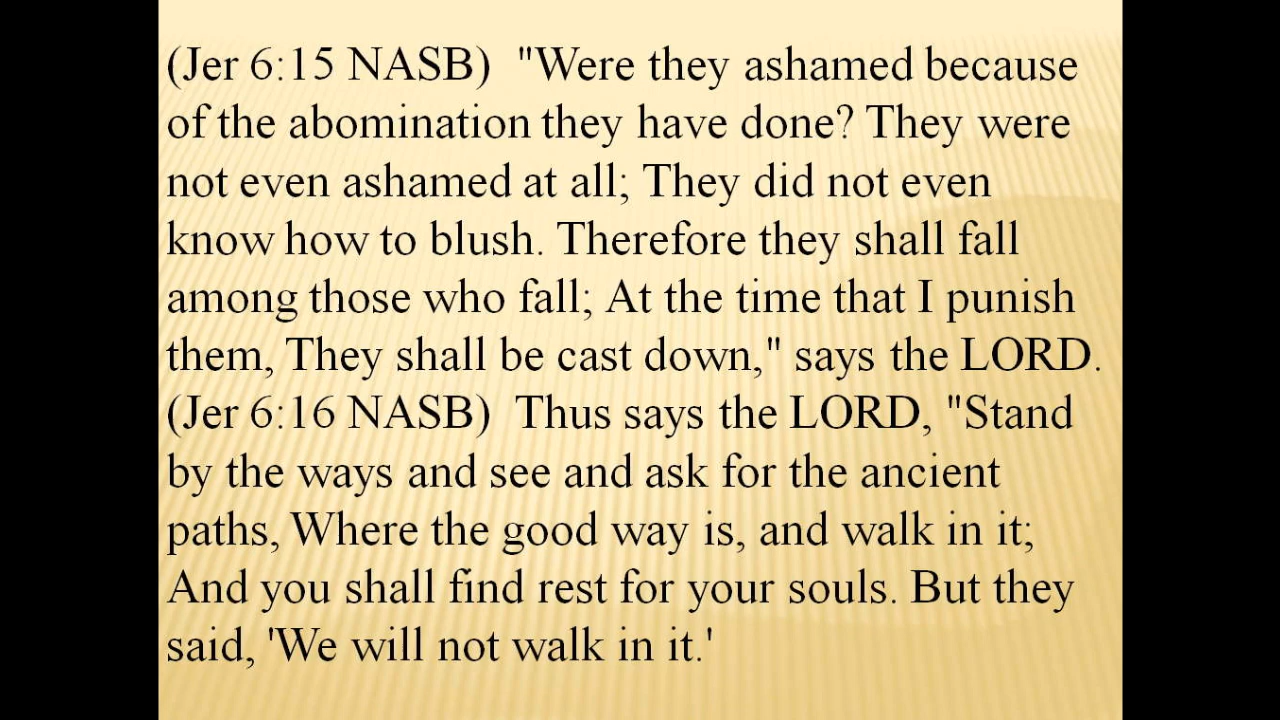 (Jer 6:15 NASB)  "Were they ashamed because
of the abomination they have done? They were
not even ashamed at all; They did not even
know how to blush. Therefore they shall fall
among those who fall; At the time that I punish
them, They shall be cast down," says the LORD.
(Jer 6:16 NASB)  Thus says the LORD, "Stand
by the ways and see and ask for the ancient
paths, Where the good way is, and walk in it;
And you shall find rest for your souls. But they
said, 'We will not walk in it.'